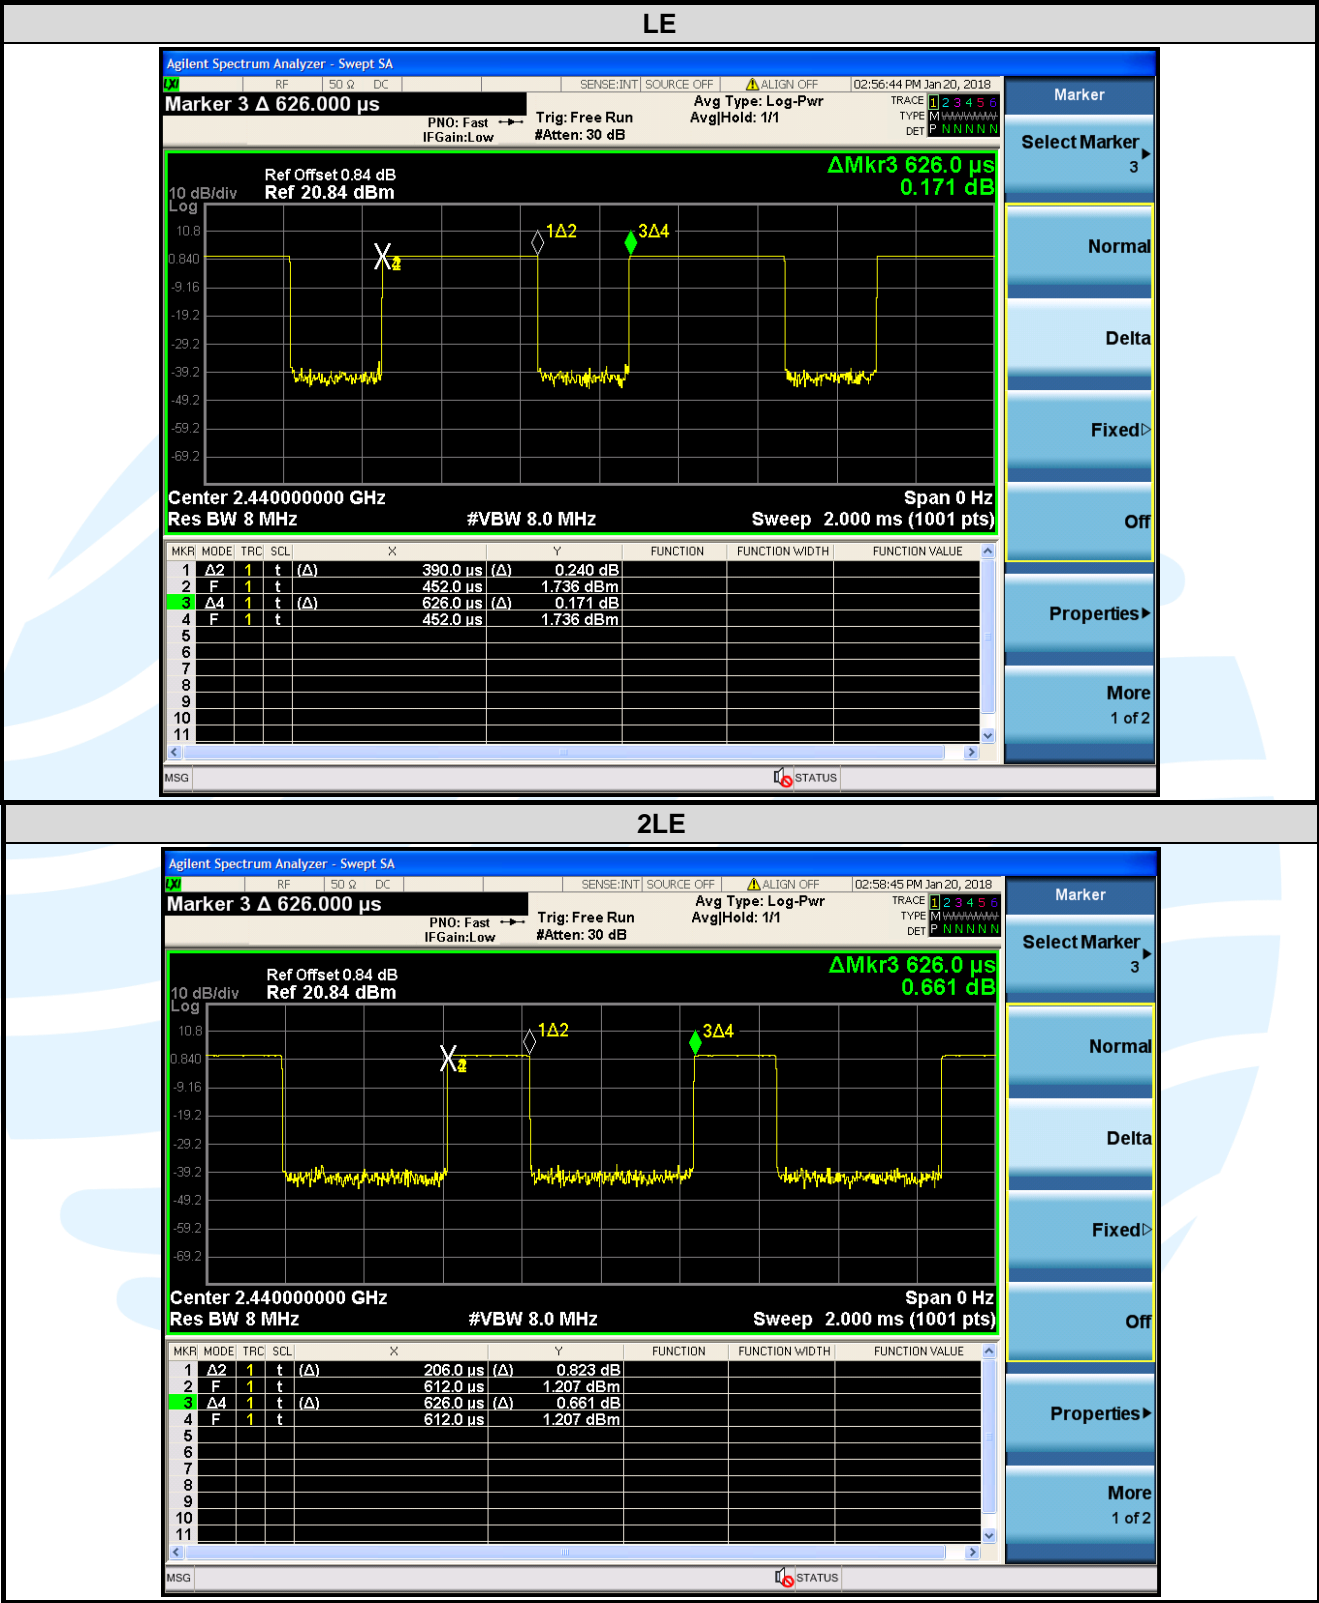 LE
Agilent Spectrum Analyzer - Swept SA
LXI RF 50 Ω DC SENSE:INT SOURCE OFF ALIGN OFF 02:56:44 PM Jan 20, 2018
Marker 3 Δ 626.000 µs
PNO: Fast
IFGain:Low
Trig: Free Run
#Atten: 30 dB
Avg Type: Log-Pwr
Avg|Hold: 1/1
TRACE 1 2 3 4 5 6
TYPE M
DET P N N N N N
ΔMkr3 626.0 µs
0.171 dB
Ref Offset 0.84 dB
10 dB/div Ref 20.84 dBm
Log
10.8
0.840
-9.16
-19.2
-29.2
-39.2
-49.2
-59.2
-69.2
1Δ2
3Δ4
Center 2.440000000 GHz Span 0 Hz
Res BW 8 MHz #VBW 8.0 MHz Sweep 2.000 ms (1001 pts)
MKR MODE TRC SCL X Y FUNCTION FUNCTION WIDTH FUNCTION VALUE
1 Δ2 1 t (Δ) 390.0 µs (Δ) 0.240 dB
2 F 1 t 452.0 µs 1.736 dBm
3 Δ4 1 t (Δ) 626.0 µs (Δ) 0.171 dB
4 F 1 t 452.0 µs 1.736 dBm
5
6
7
8
9
10
11
MSG STATUS
Marker
Select Marker
3
Normal
Delta
Fixed
Off
Properties
More
1 of 2
2LE
Agilent Spectrum Analyzer - Swept SA
LXI RF 50 Ω DC SENSE:INT SOURCE OFF ALIGN OFF 02:58:45 PM Jan 20, 2018
Marker 3 Δ 626.000 µs
PNO: Fast
IFGain:Low
Trig: Free Run
#Atten: 30 dB
Avg Type: Log-Pwr
Avg|Hold: 1/1
TRACE 1 2 3 4 5 6
TYPE M
DET P N N N N N
ΔMkr3 626.0 µs
0.661 dB
Ref Offset 0.84 dB
10 dB/div Ref 20.84 dBm
Log
10.8
0.840
-9.16
-19.2
-29.2
-39.2
-49.2
-59.2
-69.2
1Δ2
3Δ4
Center 2.440000000 GHz Span 0 Hz
Res BW 8 MHz #VBW 8.0 MHz Sweep 2.000 ms (1001 pts)
MKR MODE TRC SCL X Y FUNCTION FUNCTION WIDTH FUNCTION VALUE
1 Δ2 1 t (Δ) 206.0 µs (Δ) 0.823 dB
2 F 1 t 612.0 µs 1.207 dBm
3 Δ4 1 t (Δ) 626.0 µs (Δ) 0.661 dB
4 F 1 t 612.0 µs 1.207 dBm
5
6
7
8
9
10
11
MSG STATUS
Marker
Select Marker
3
Normal
Delta
Fixed
Off
Properties
More
1 of 2